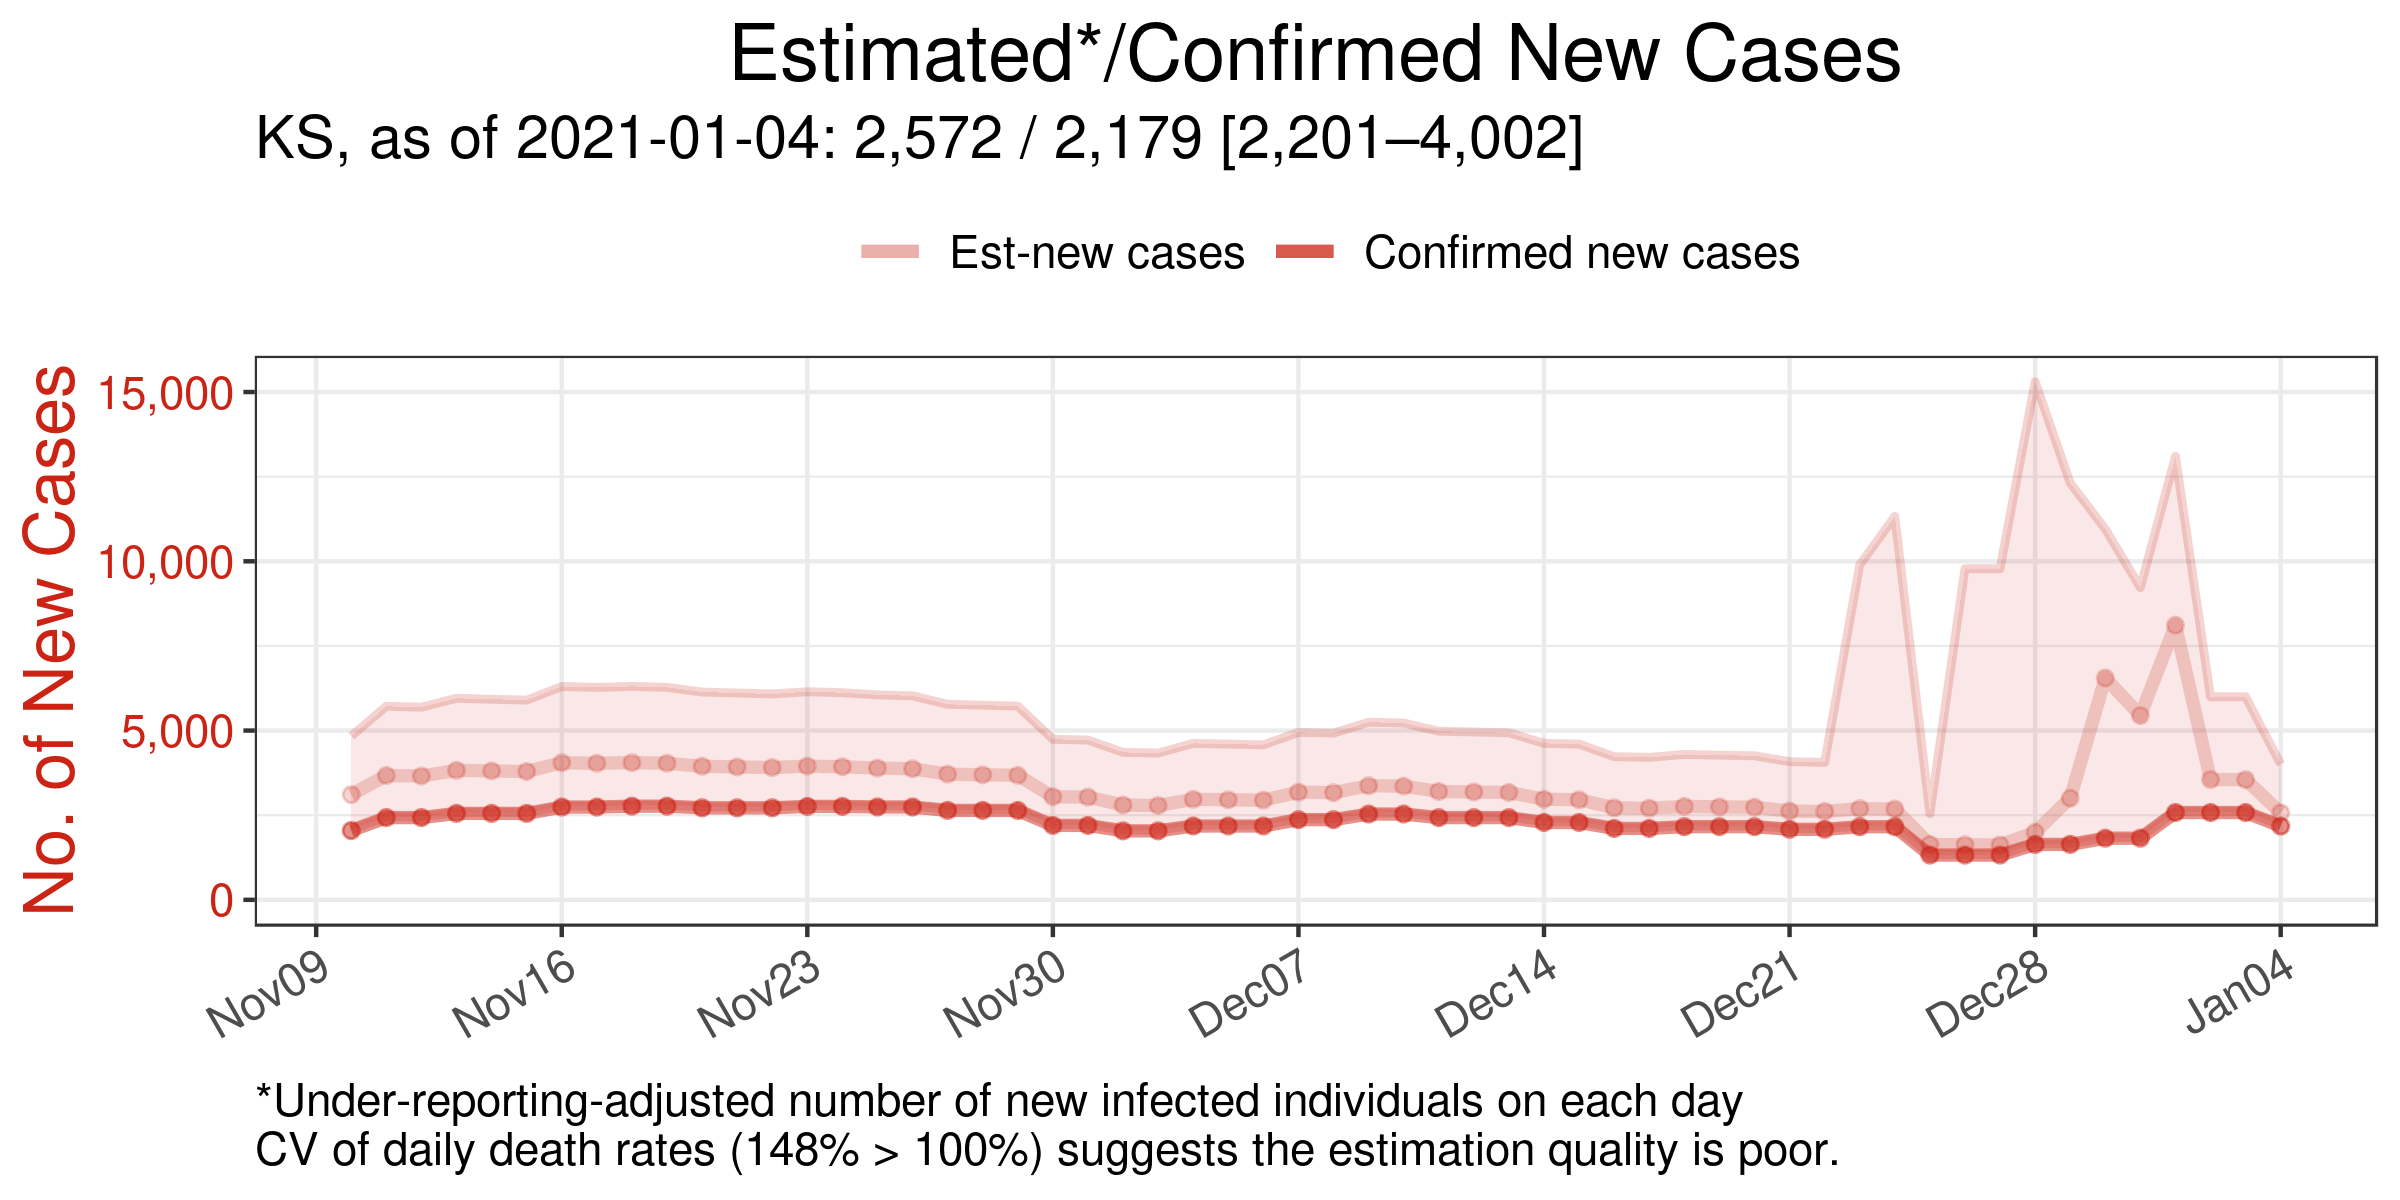 Estimated*/Confirmed New Cases
KS, as of 2021-01-04: 2,572 / 2,179 [2,201–4,002]
Est-new cases
Confirmed new cases
No. of New Cases
15,000
10,000
5,000
0
Nov09
Nov16
Nov23
Nov30
Dec07
Dec14
Dec21
Dec28
Jan04
*Under-reporting-adjusted number of new infected individuals on each day
CV of daily death rates (148% > 100%) suggests the estimation quality is poor.